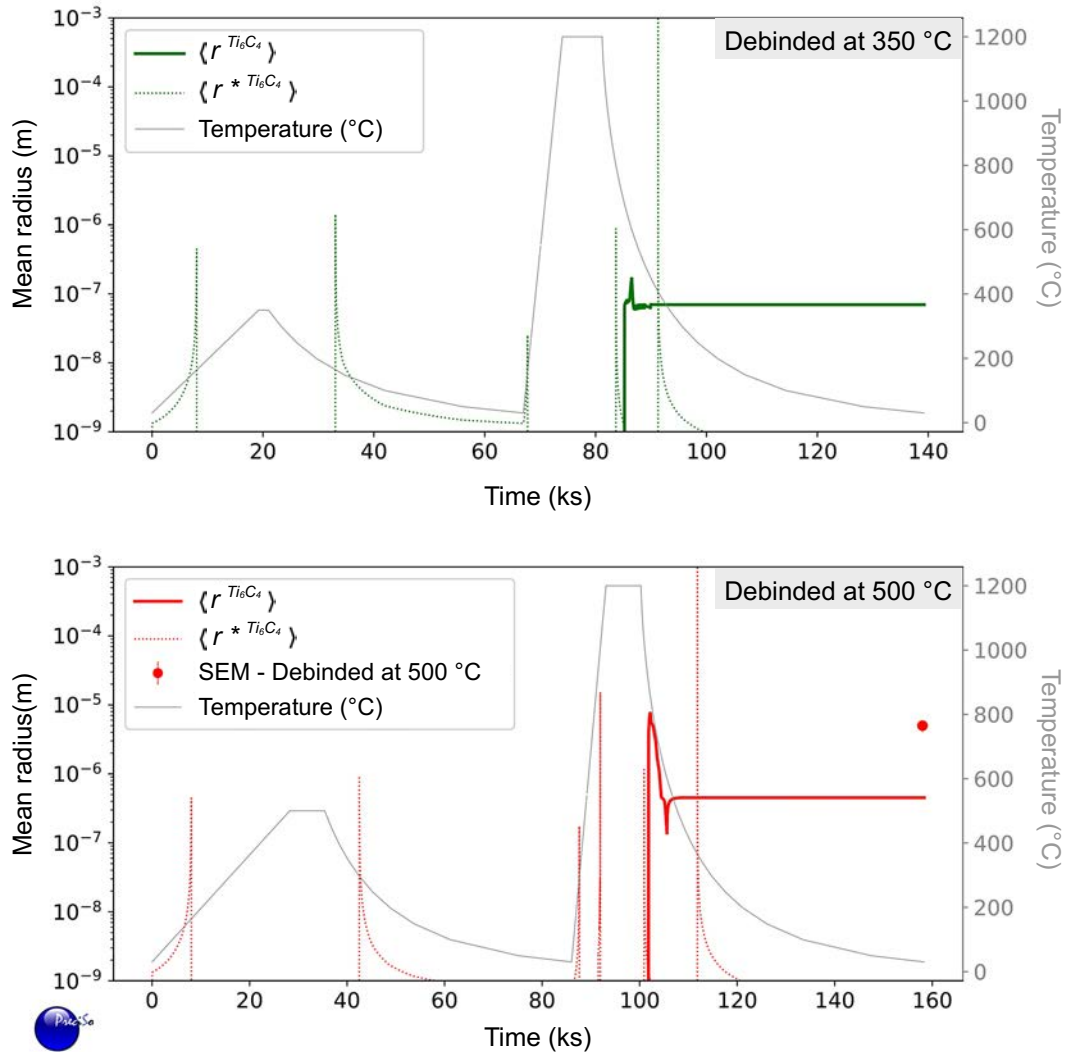 Debinded at 350 °C
⟨r^{Ti₆C₄}⟩
⟨r*^{Ti₆C₄}⟩
Temperature (°C)
Mean radius (m)
10⁻³
10⁻⁴
10⁻⁵
10⁻⁶
10⁻⁷
10⁻⁸
10⁻⁹
1200
1000
800
600
400
200
0
Temperature (°C)
0 20 40 60 80 100 120 140
Time (ks)
Debinded at 500 °C
⟨r^{Ti₆C₄}⟩
⟨r*^{Ti₆C₄}⟩
SEM - Debinded at 500 °C
Temperature (°C)
Mean radius(m)
10⁻³
10⁻⁴
10⁻⁵
10⁻⁶
10⁻⁷
10⁻⁸
10⁻⁹
1200
1000
800
600
400
200
0
Temperature (°C)
0 20 40 60 80 100 120 140 160
Time (ks)
PreciSo